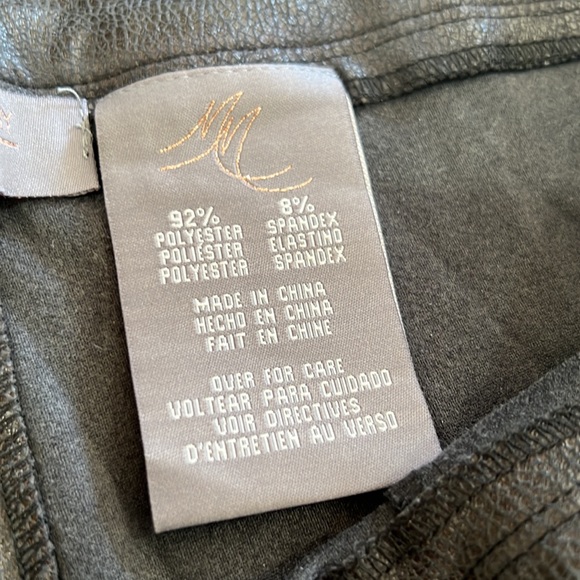 92%
POLYESTER
POLIÉSTER
POLYESTER
8%
SPANDEX
ELASTINO
SPANDEX
MADE IN CHINA
HECHO EN CHINA
FAIT EN CHINE
OVER FOR CARE
VOLTEAR PARA CUIDADO
VOIR DIRECTIVES
D'ENTRETIEN AU VERSO